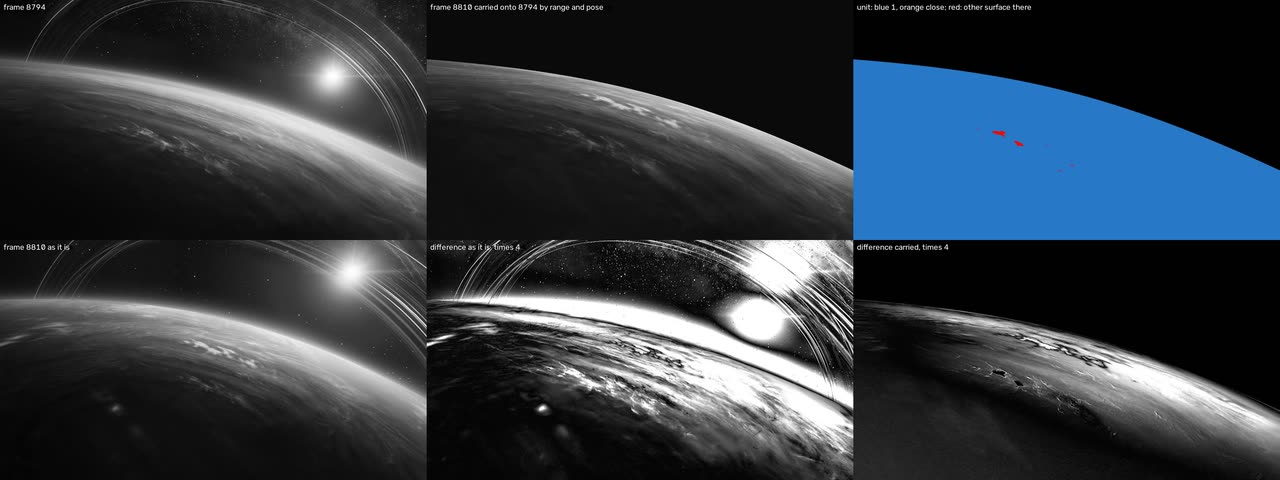 frame 8794
frame 8810 carried onto 8794 by range and pose
unit: blue 1, orange close; red: other surface there
frame 8810 as it is
difference as it is, times 4
difference carried, times 4